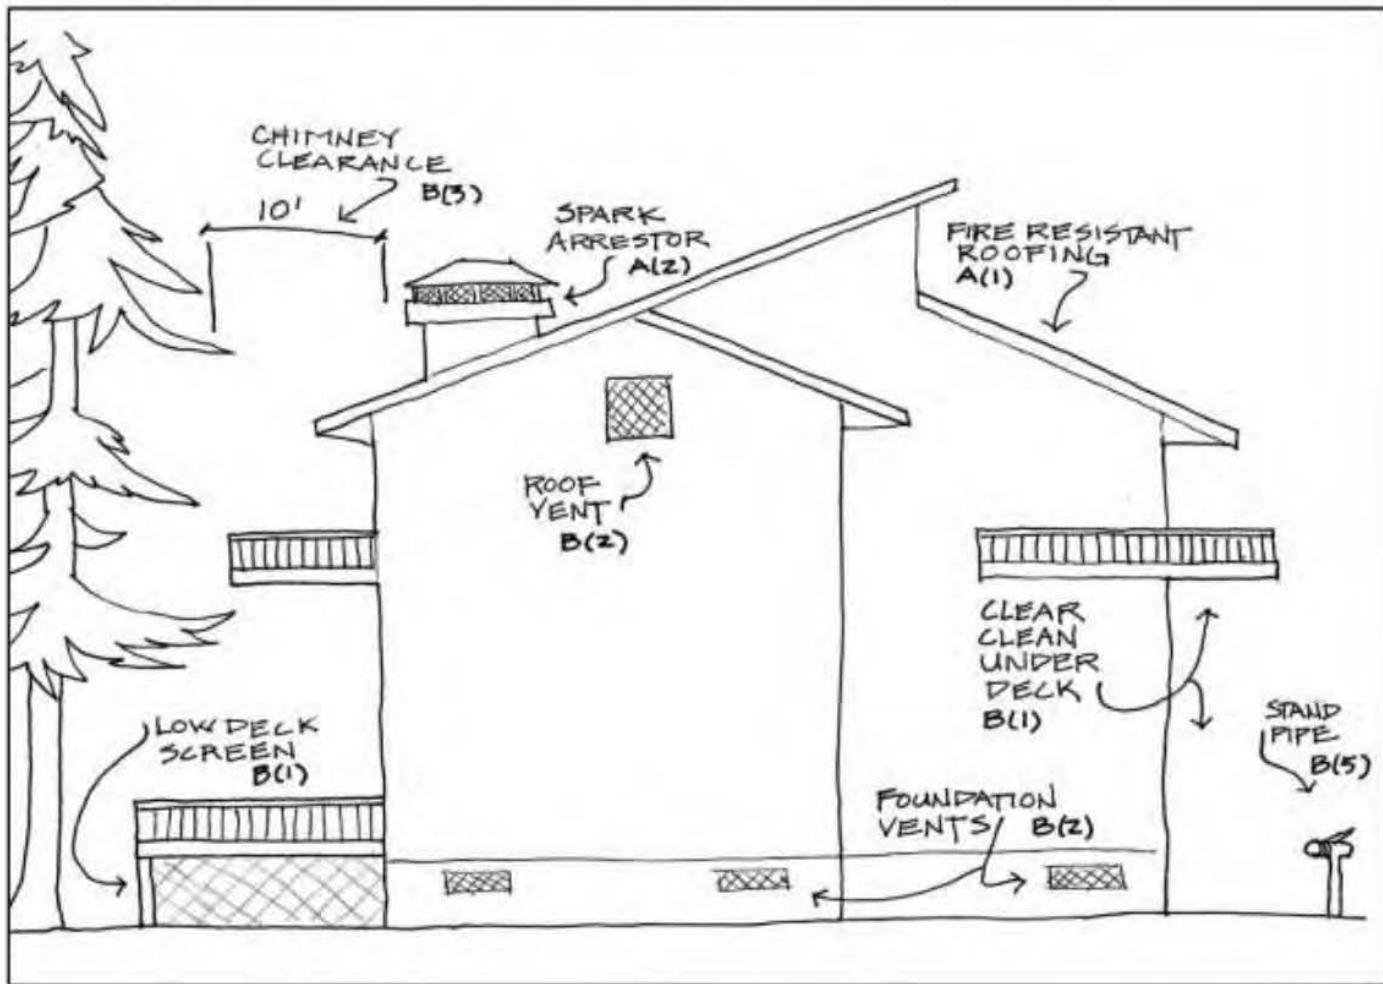 CHIMNEY
CLEARANCE
B(3)
10'
SPARK
ARRESTOR
A(2)
FIRE RESISTANT
ROOFING
A(1)
ROOF
VENT
B(2)
CLEAR
CLEAN
UNDER
DECK
B(1)
LOW DECK
SCREEN
B(1)
STAND
PIPE
B(5)
FOUNDATION
VENTS B(2)